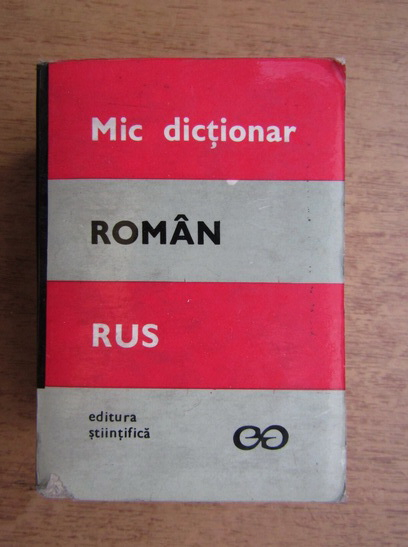 Mic dicționar
ROMÂN
RUS
editura
științifică